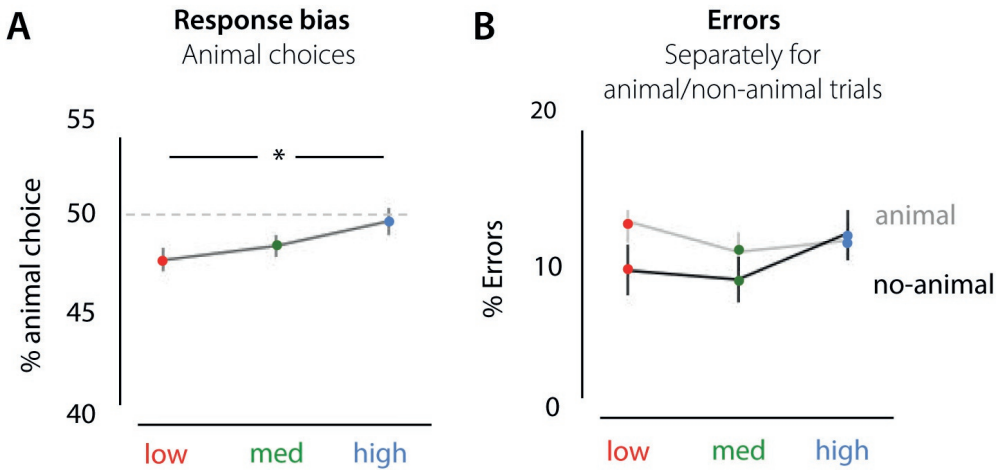 A
Response bias
Animal choices
55
50
45
40
% animal choice
*
low
med
high
B
Errors
Separately for
animal/non-animal trials
20
10
0
% Errors
animal
no-animal
low
med
high